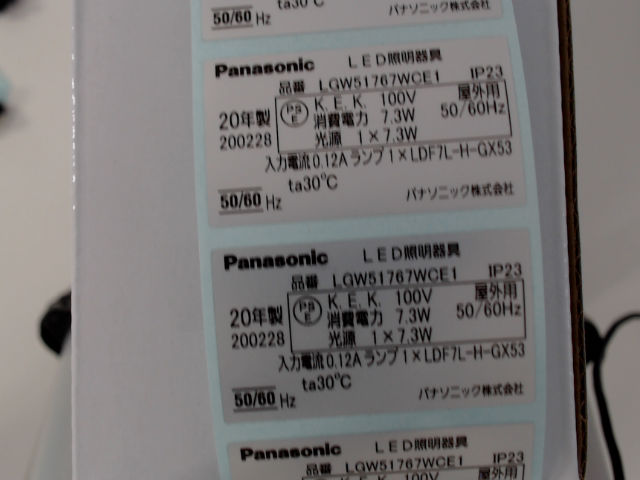 ta30℃
50/60 Hz
パナソニック株式会社
Panasonic LED照明器具
品番 LGW51767WCE1 IP23
20年製 PSE K. E. K. 100V 屋外用
消費電力 7.3W 50/60Hz
200228 光源 1×7.3W
入力電流0.12A ランプ1×LDF7L-H-GX53
ta30℃
50/60 Hz パナソニック株式会社
Panasonic LED照明器具
品番 LGW51767WCE1 IP23
20年製 PSE K. E. K. 100V 屋外用
消費電力 7.3W 50/60Hz
200228 光源 1×7.3W
入力電流0.12A ランプ1×LDF7L-H-GX53
ta30℃
50/60 Hz パナソニック株式会社
Panasonic LED照明器具
品番 LGW51767WCE1 IP23
K. E. K. 100V 屋外用